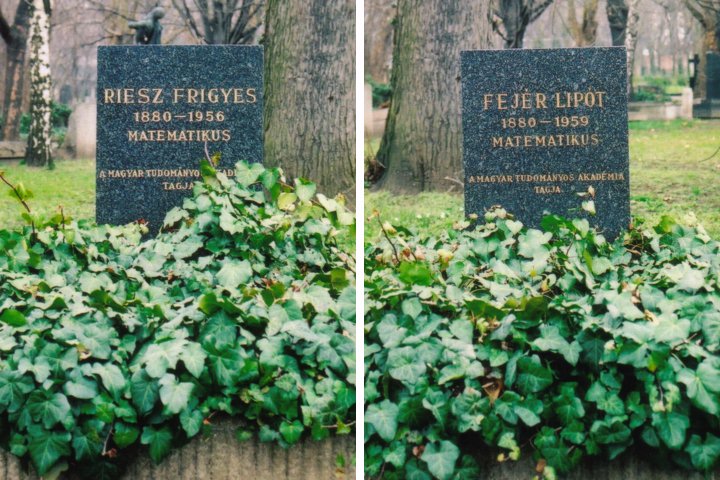 RIESZ FRIGYES
1880–1956
MATEMATIKUS
A MAGYAR TUDOMÁNYOS
TAGJA
FEJÉR LIPÓT
1880–1959
MATEMATIKUS
A MAGYAR TUDOMÁNYOS AKADÉMIA
TAGJA